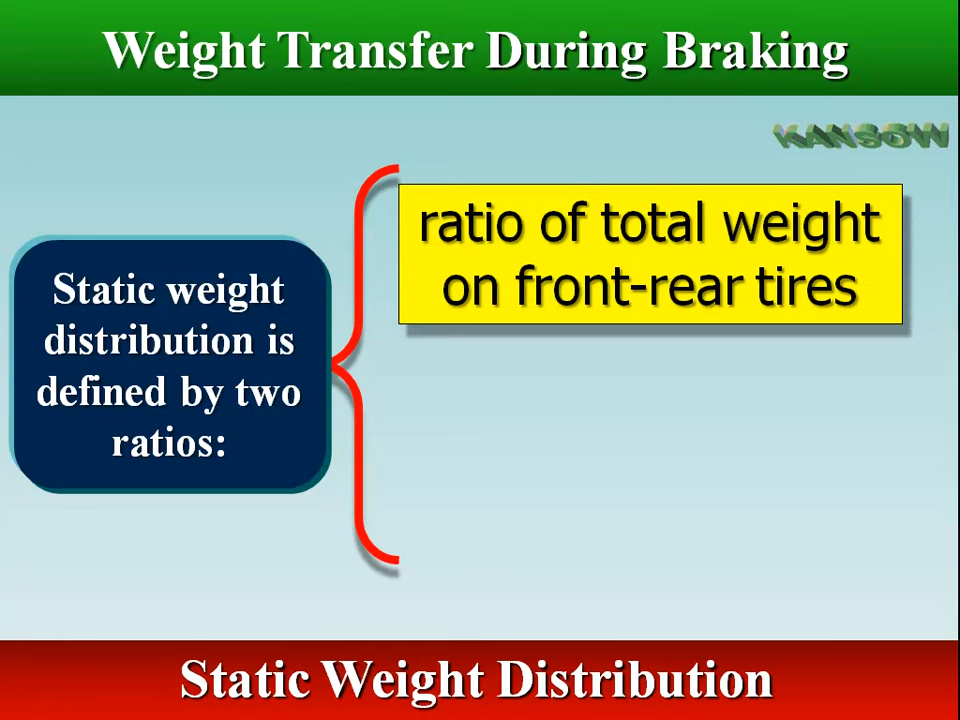 Weight Transfer During Braking
KANSOW
ratio of total weight
on front-rear tires
Static weight
distribution is
defined by two
ratios:
Static Weight Distribution